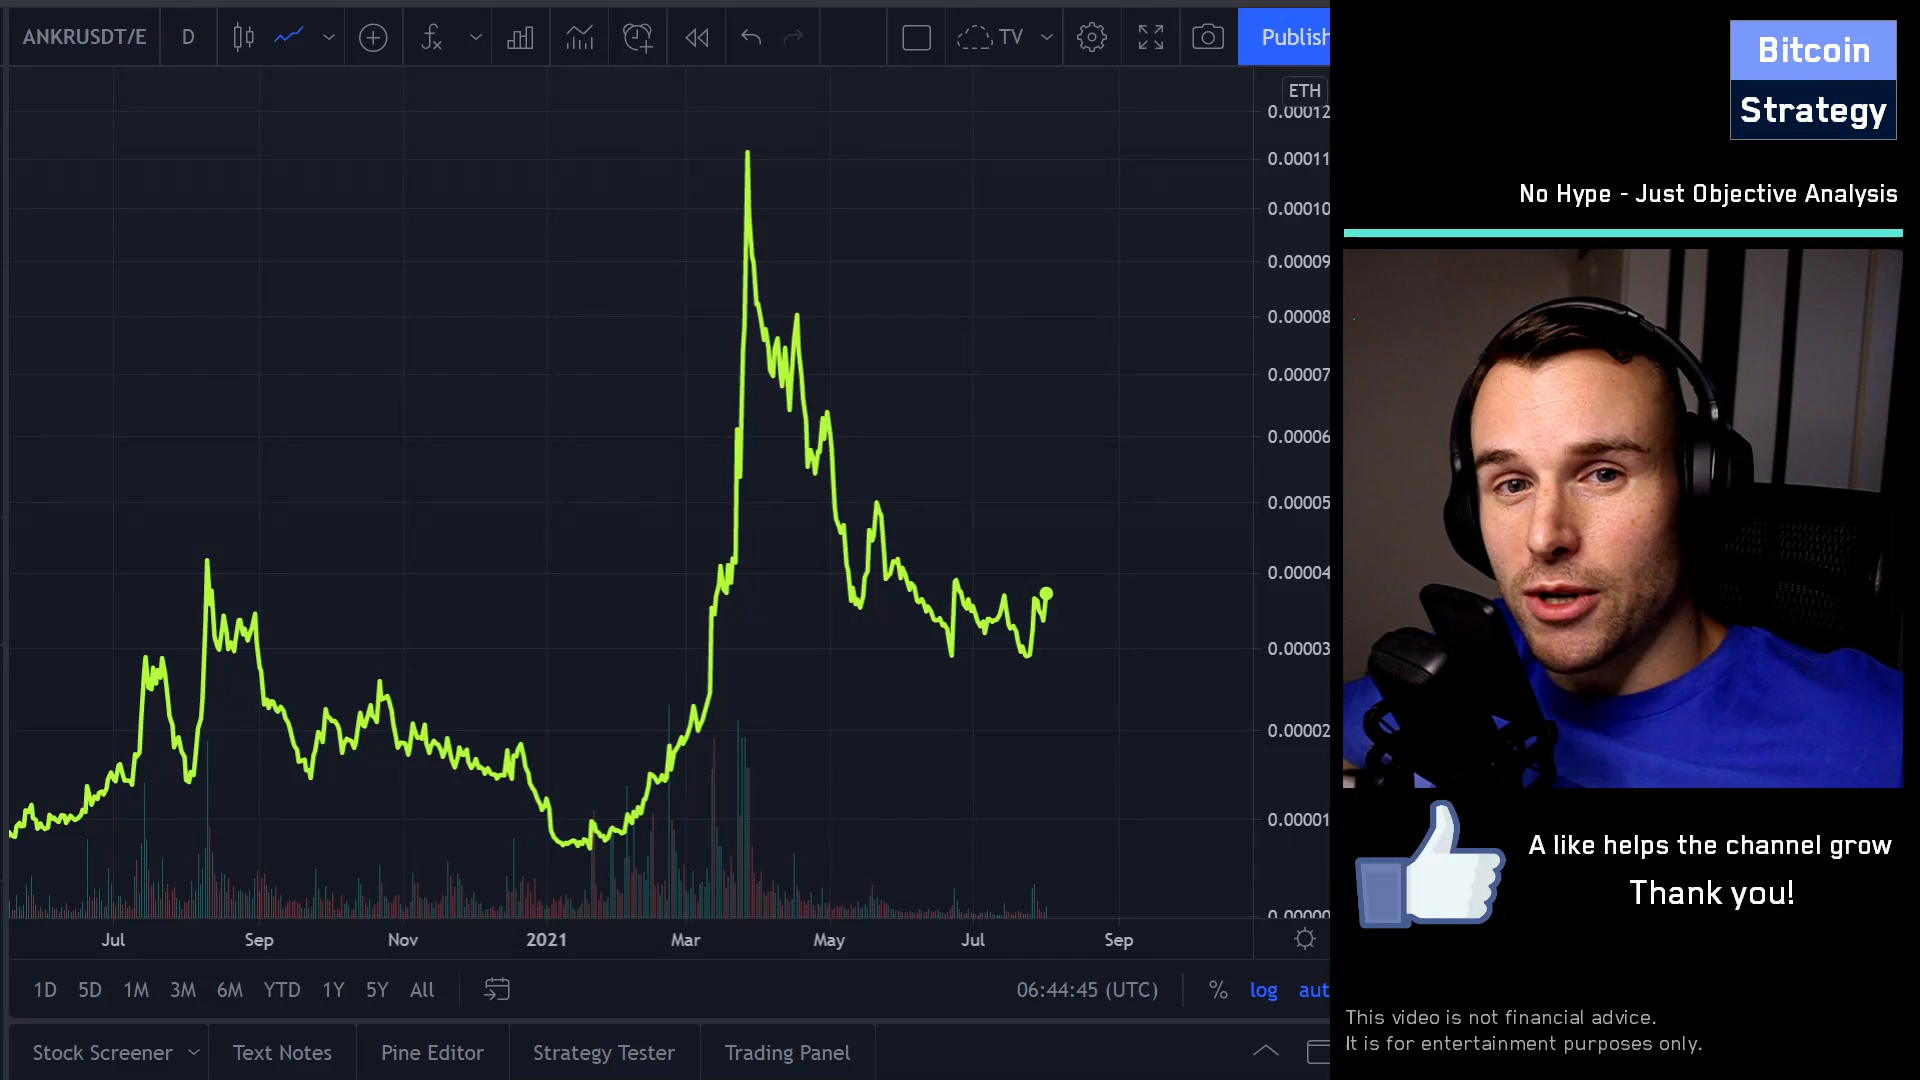 ANKRUSDT/E D TV Publish
ETH
0.00012
0.00011
0.00010
0.00009
0.00008
0.00007
0.00006
0.00005
0.00004
0.00003
0.00002
0.00001
0.00000
Jul Sep Nov 2021 Mar May Jul Sep
1D 5D 1M 3M 6M YTD 1Y 5Y All 06:44:45 (UTC) % log aut
Stock Screener Text Notes Pine Editor Strategy Tester Trading Panel
Bitcoin
Strategy
No Hype - Just Objective Analysis
A like helps the channel grow
Thank you!
This video is not financial advice.
It is for entertainment purposes only.